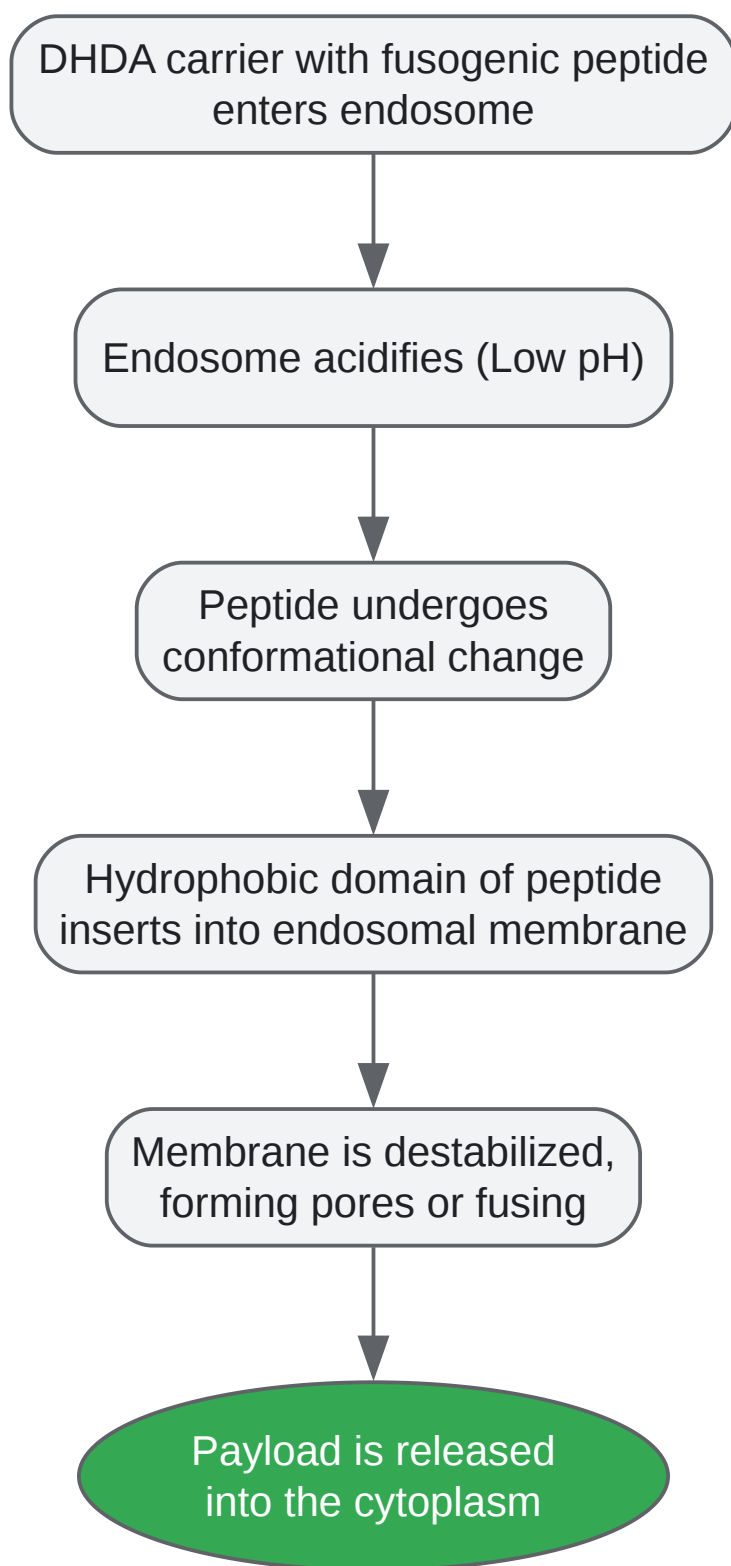 DHDA carrier with fusogenic peptide
enters endosome
Endosome acidifies (Low pH)
Peptide undergoes
conformational change
Hydrophobic domain of peptide
inserts into endosomal membrane
Membrane is destabilized,
forming pores or fusing
Payload is released
into the cytoplasm